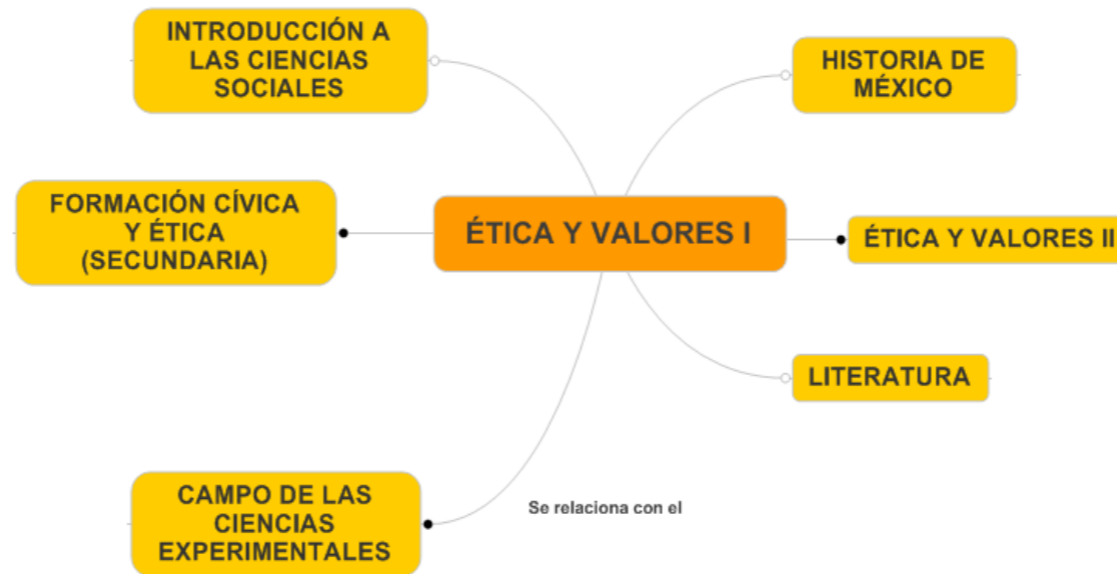 INTRODUCCIÓN A
LAS CIENCIAS
SOCIALES
HISTORIA DE
MÉXICO
FORMACIÓN CÍVICA
Y ÉTICA
(SECUNDARIA)
ÉTICA Y VALORES I
ÉTICA Y VALORES II
LITERATURA
CAMPO DE LAS
CIENCIAS
EXPERIMENTALES
Se relaciona con el